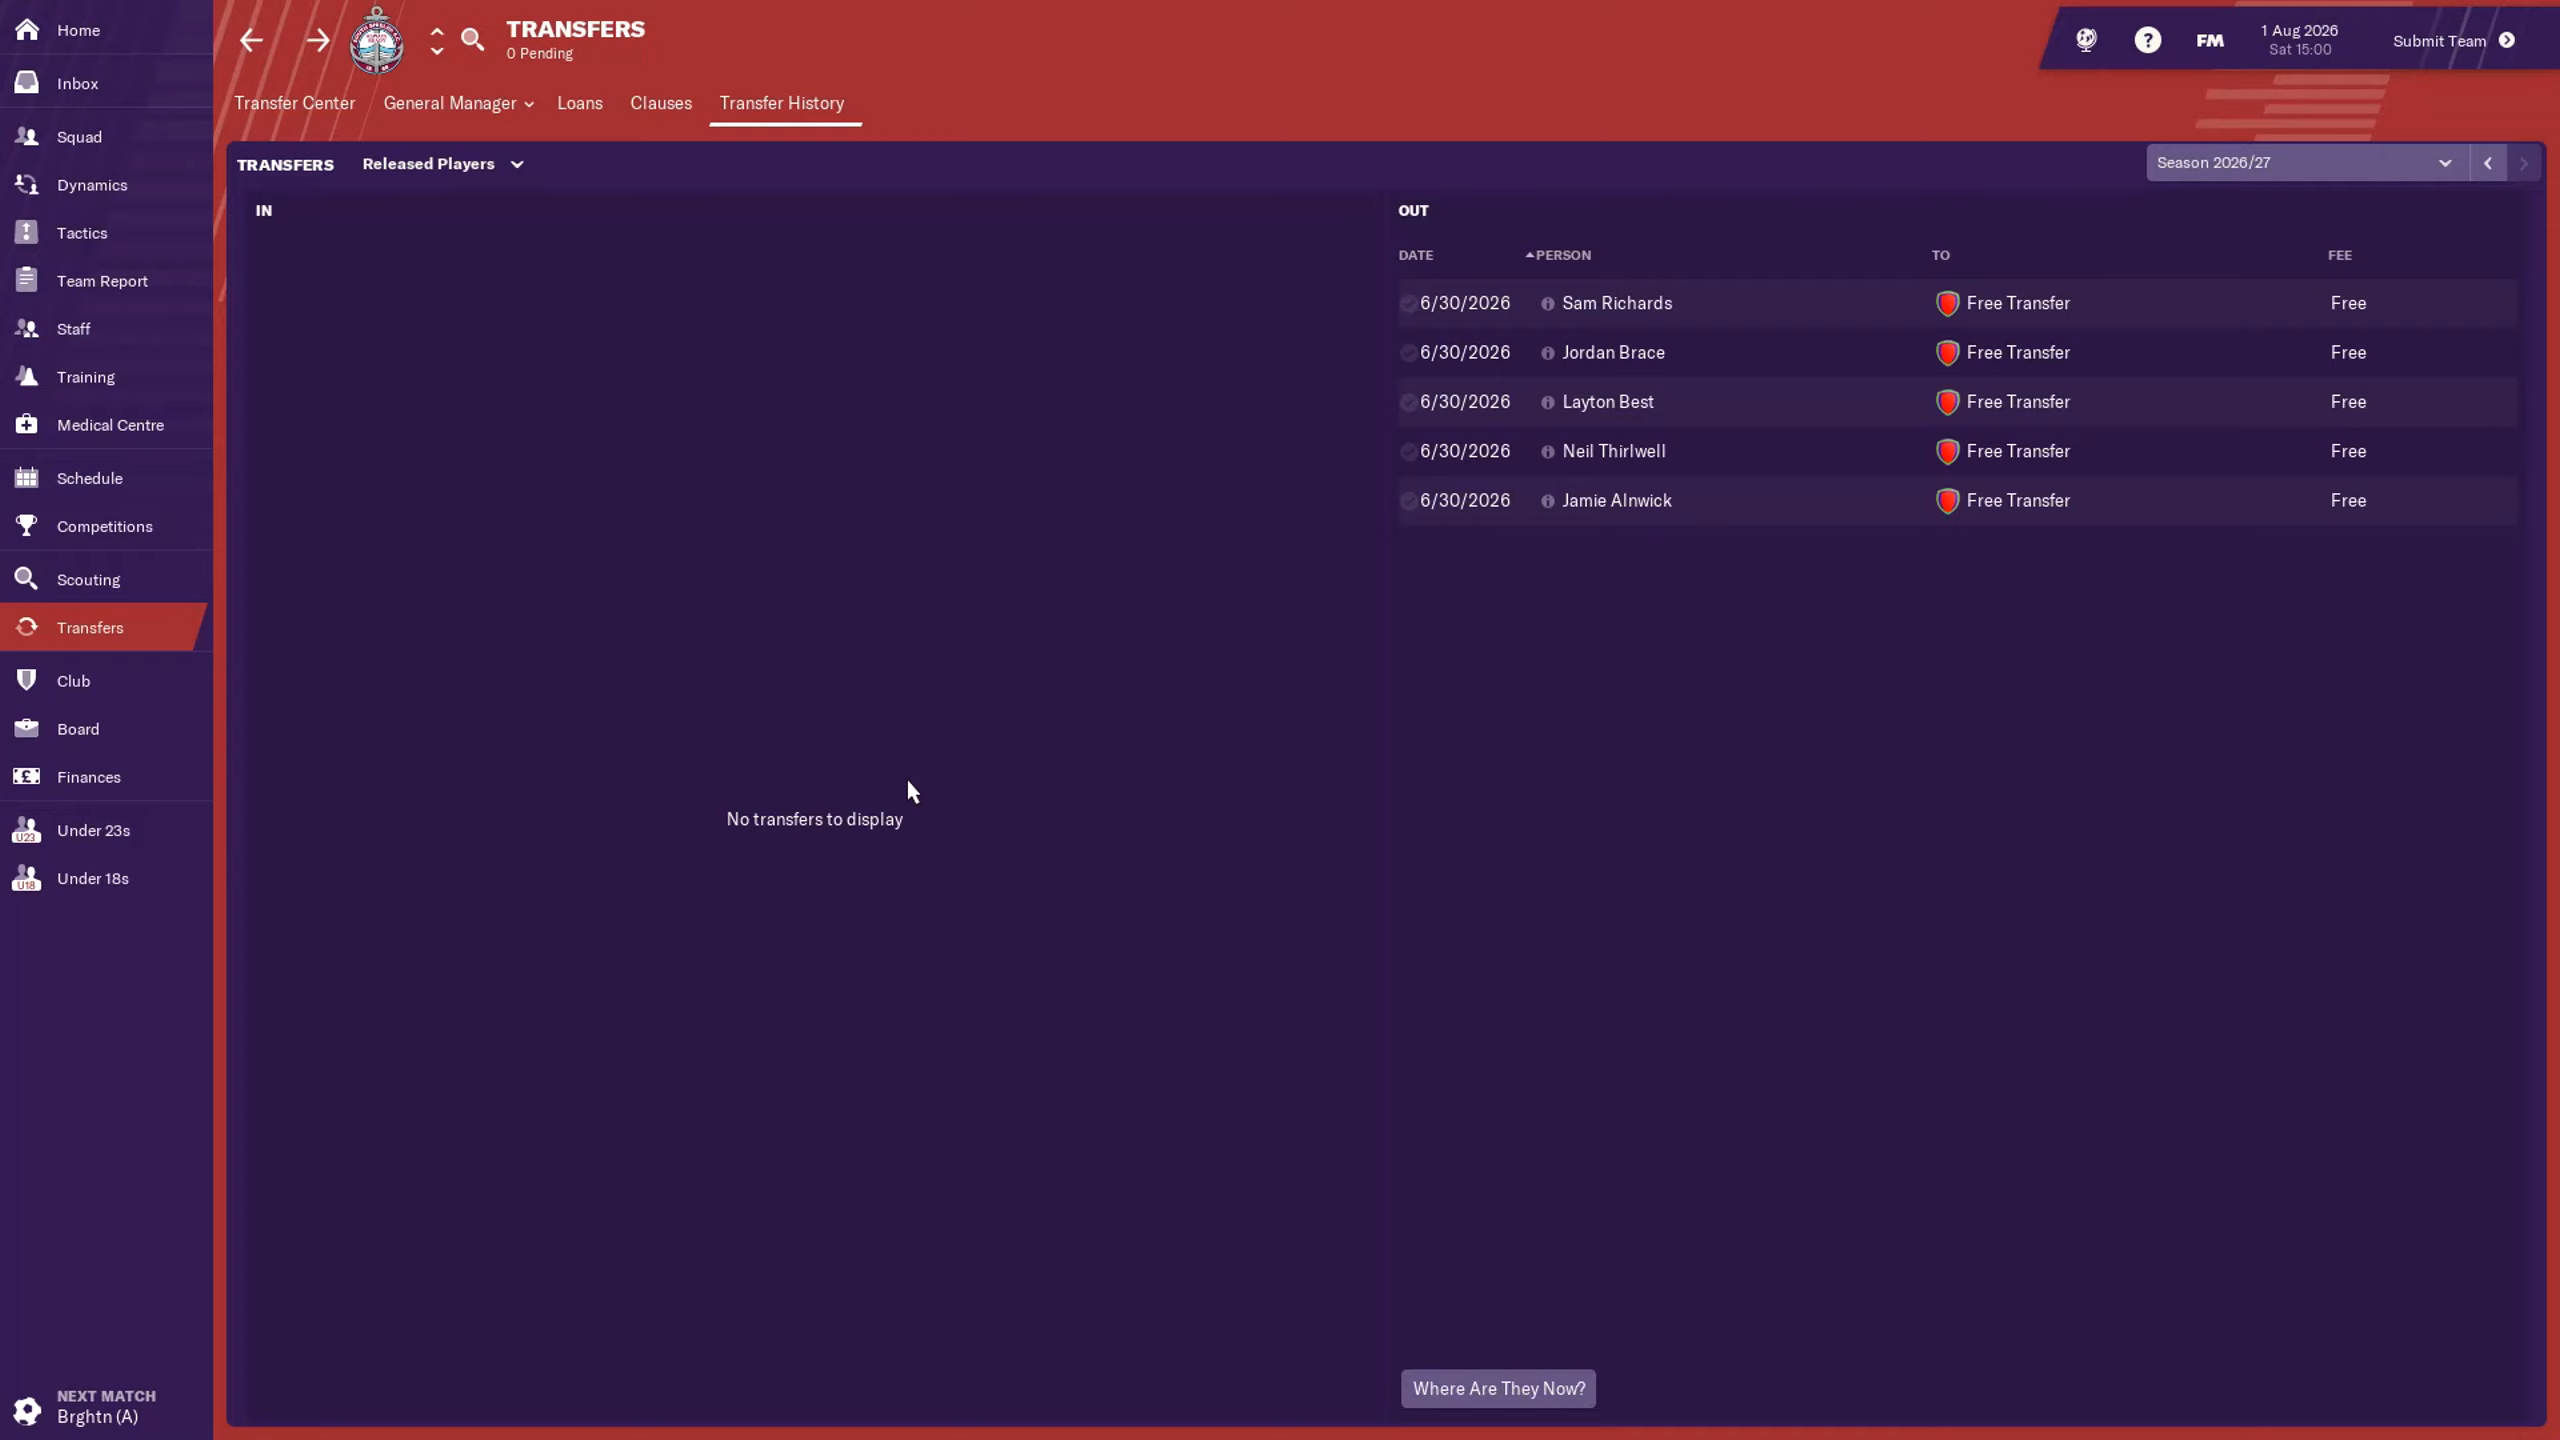 Home
Inbox
Squad
Dynamics
Tactics
Team Report
Staff
Training
Medical Centre
Schedule
Competitions
Scouting
Transfers
Club
Board
Finances
U23
Under 23s
U18
Under 18s
NEXT MATCH
Brghtn (A)
TRANSFERS
0 Pending
FM
1 Aug 2026
Sat 15:00
Submit Team
Transfer Center
General Manager
Loans
Clauses
Transfer History
TRANSFERS Released Players
Season 2026/27
IN
No transfers to display
OUT
DATE PERSON TO FEE
6/30/2026 Sam Richards Free Transfer Free
6/30/2026 Jordan Brace Free Transfer Free
6/30/2026 Layton Best Free Transfer Free
6/30/2026 Neil Thirlwell Free Transfer Free
6/30/2026 Jamie Alnwick Free Transfer Free
Where Are They Now?